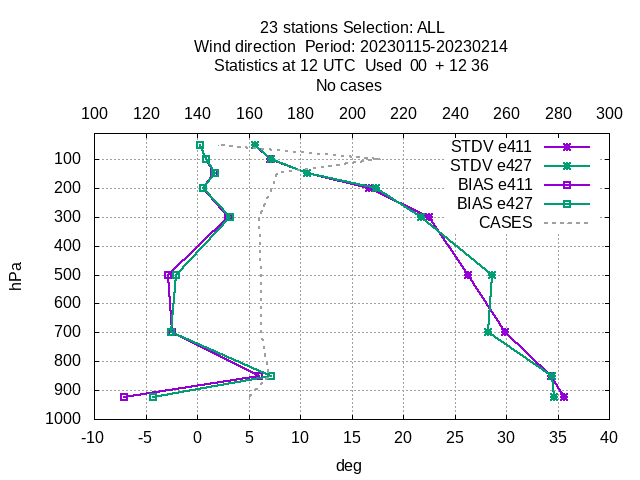 23 stations Selection: ALL
Wind direction  Period: 20230115-20230214
Statistics at 12 UTC  Used  00  + 12 36
No cases
100 120 140 160 180 200 220 240 260 280 300
STDV e411
STDV e427
BIAS e411
BIAS e427
CASES
100
200
300
400
500
600
700
800
900
1000
hPa
-10 -5 0 5 10 15 20 25 30 35 40
deg